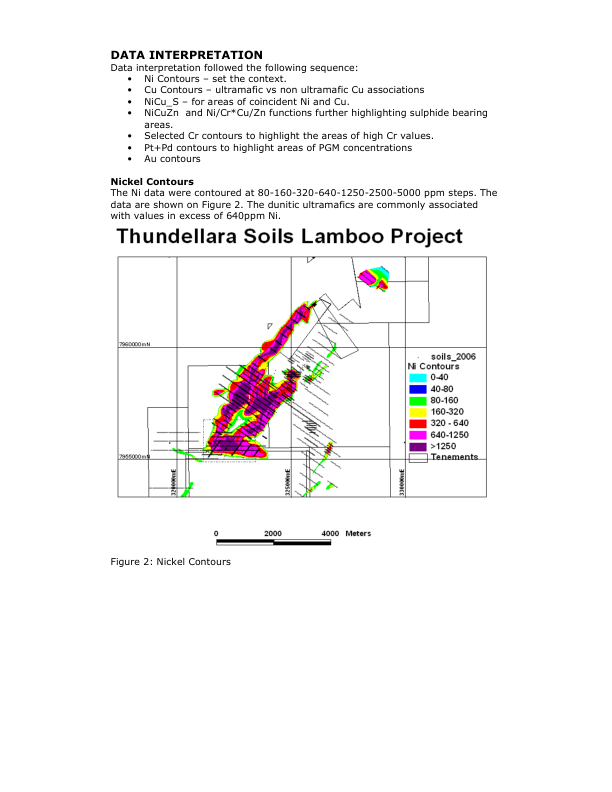 DATA INTERPRETATION
Data interpretation followed the following sequence:
• Ni Contours – set the context.
• Cu Contours – ultramafic vs non ultramafic Cu associations
• NiCu_S – for areas of coincident Ni and Cu.
• NiCuZn and Ni/Cr*Cu/Zn functions further highlighting sulphide bearing
areas.
• Selected Cr contours to highlight the areas of high Cr values.
• Pt+Pd contours to highlight areas of PGM concentrations
• Au contours
Nickel Contours
The Ni data were contoured at 80-160-320-640-1250-2500-5000 ppm steps. The
data are shown on Figure 2. The dunitic ultramafics are commonly associated
with values in excess of 640ppm Ni.
Thundellara Soils Lamboo Project
7960000mN
soils_2006
Ni Contours
0-40
40-80
80-160
160-320
320 - 640
640-1250
>1250
Tenements
7955000mN
320000mE
325000mE
330000mE
0 2000 4000 Meters
Figure 2: Nickel Contours